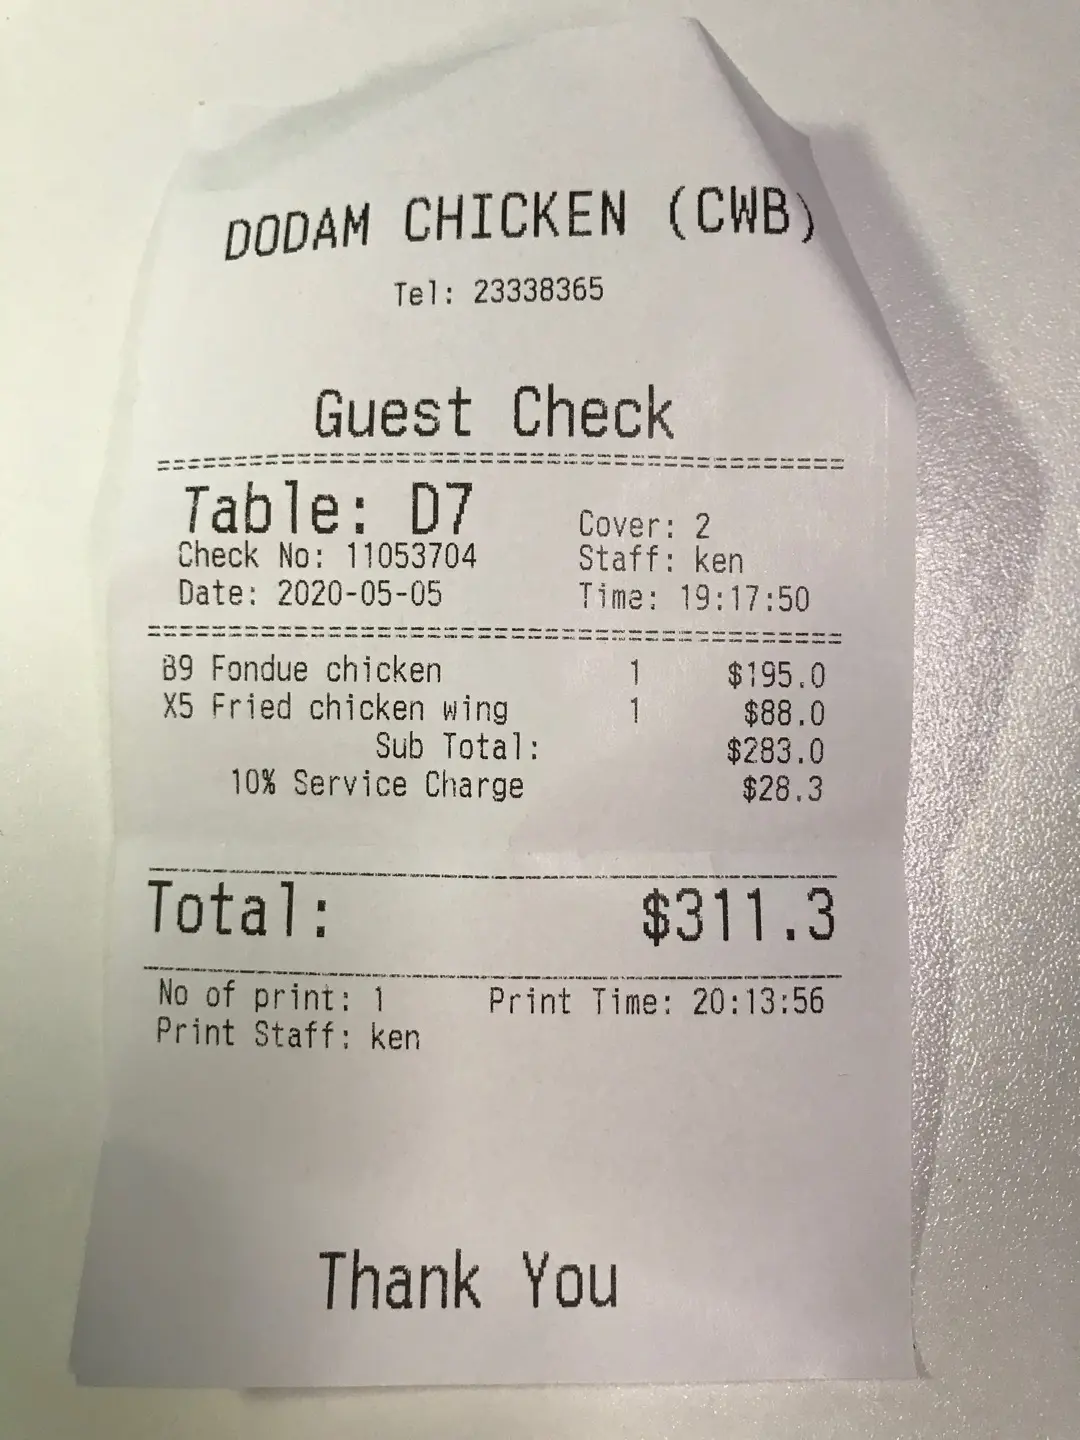 DODAM CHICKEN (CWB)
Tel: 23338365
Guest Check
Table: D7
Cover: 2
Check No: 11053704
Staff: ken
Date: 2020-05-05
Time: 19:17:50
B9 Fondue chicken 1 $195.0
X5 Fried chicken wing 1 $88.0
Sub Total: $283.0
10% Service Charge $28.3
Total: $311.3
No of print: 1 Print Time: 20:13:56
Print Staff: ken
Thank You